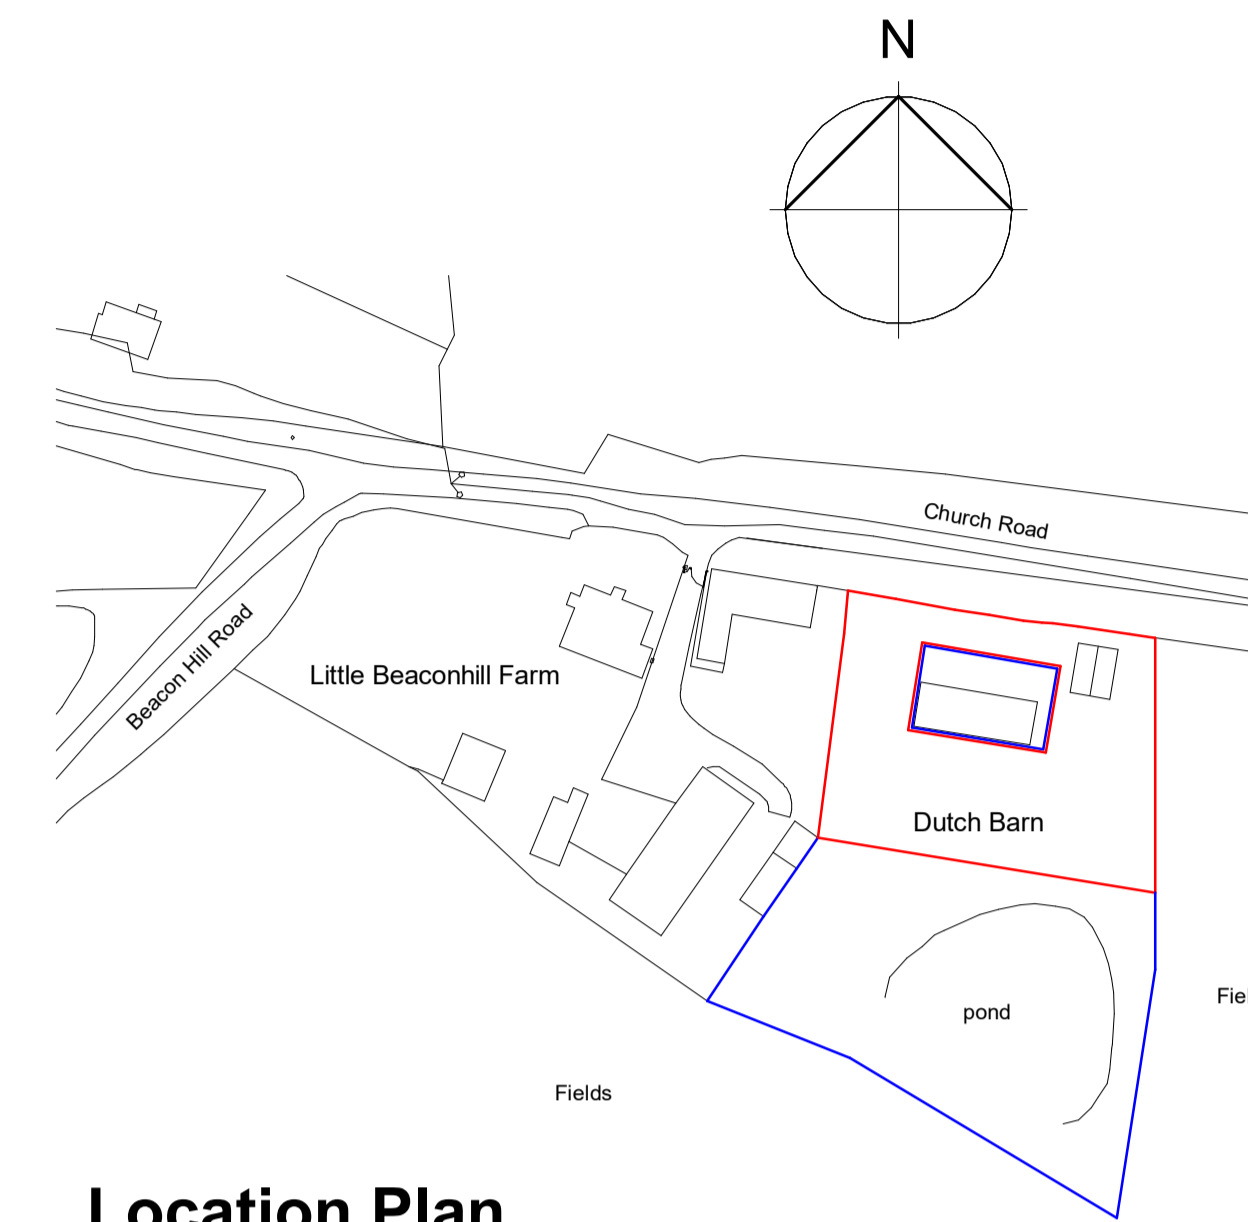 N
Church Road
Beacon Hill Road
Little Beaconhill Farm
Dutch Barn
pond
Fields
Location Plan